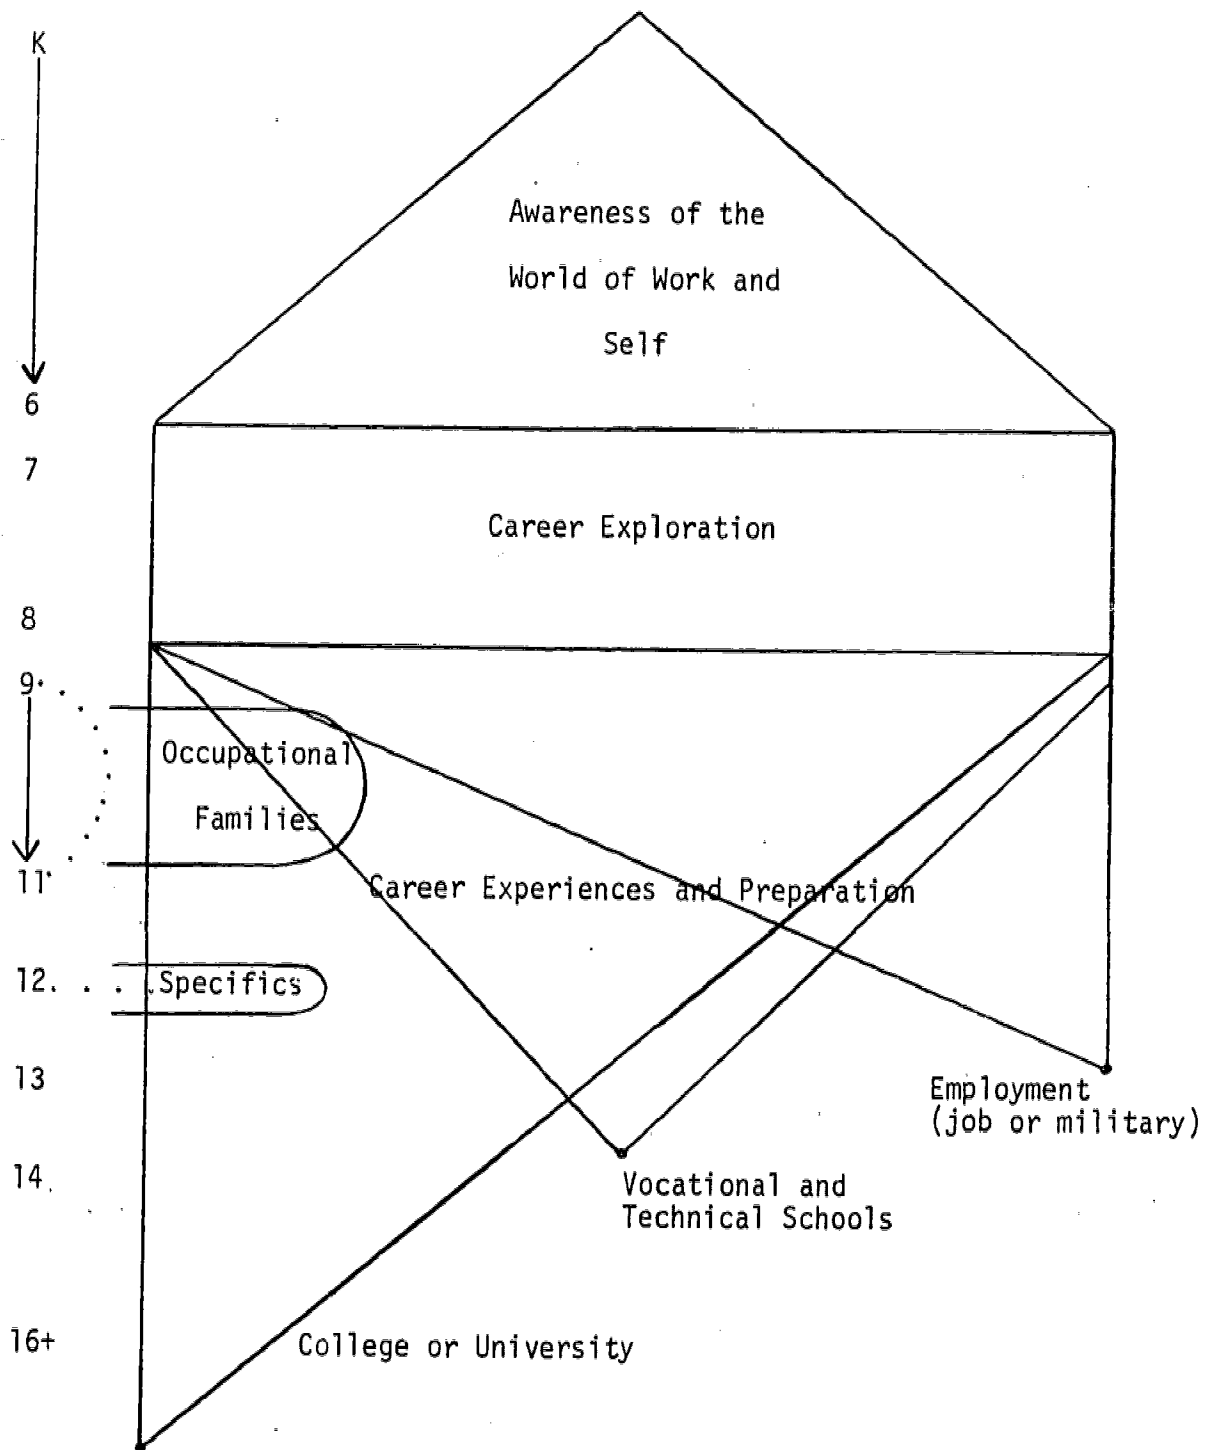 K
Awareness of the
World of Work and
Self
6
7
Career Exploration
8
9
Occupational
Families
11
Career Experiences and Preparation
12. . . . Specifics
13
Employment
(job or military)
14
Vocational and
Technical Schools
16+
College or University